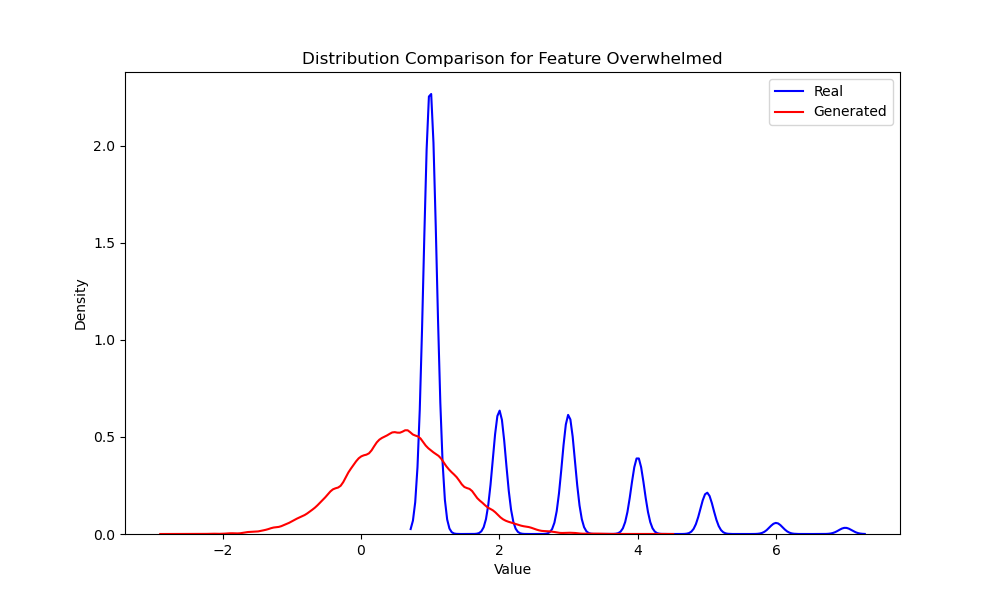 Distribution Comparison for Feature Overwhelmed
Real
Generated
2.0
1.5
1.0
0.5
0.0
Density
−2
0
2
4
6
Value